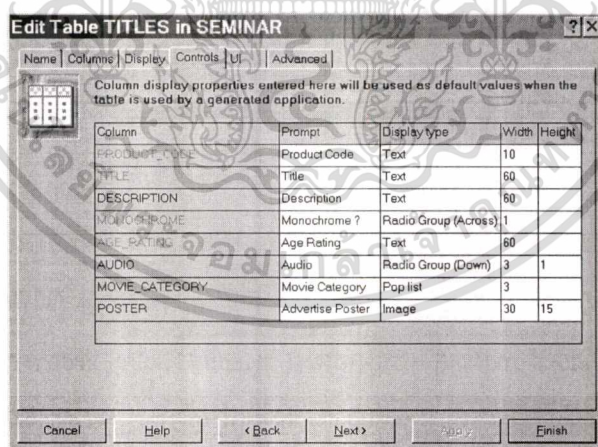 Edit Table TITLES in SEMINAR ? X
Name Columns Display Controls UI Advanced
Column display properties entered here will be used as default values when the
table is used by a generated application.
Column Prompt Display type Width Height
PRODUCT_CODE Product Code Text 10
TITLE Title Text 60
DESCRIPTION Description Text 60
MONOCHROME Monochrome ? Radio Group (Across) 1
AGE_RATING Age Rating Text 60
AUDIO Audio Radio Group (Down) 3 1
MOVIE_CATEGORY Movie Category Pop list 3
POSTER Advertise Poster Image 30 15
Cancel Help < Back Next > Apply Finish